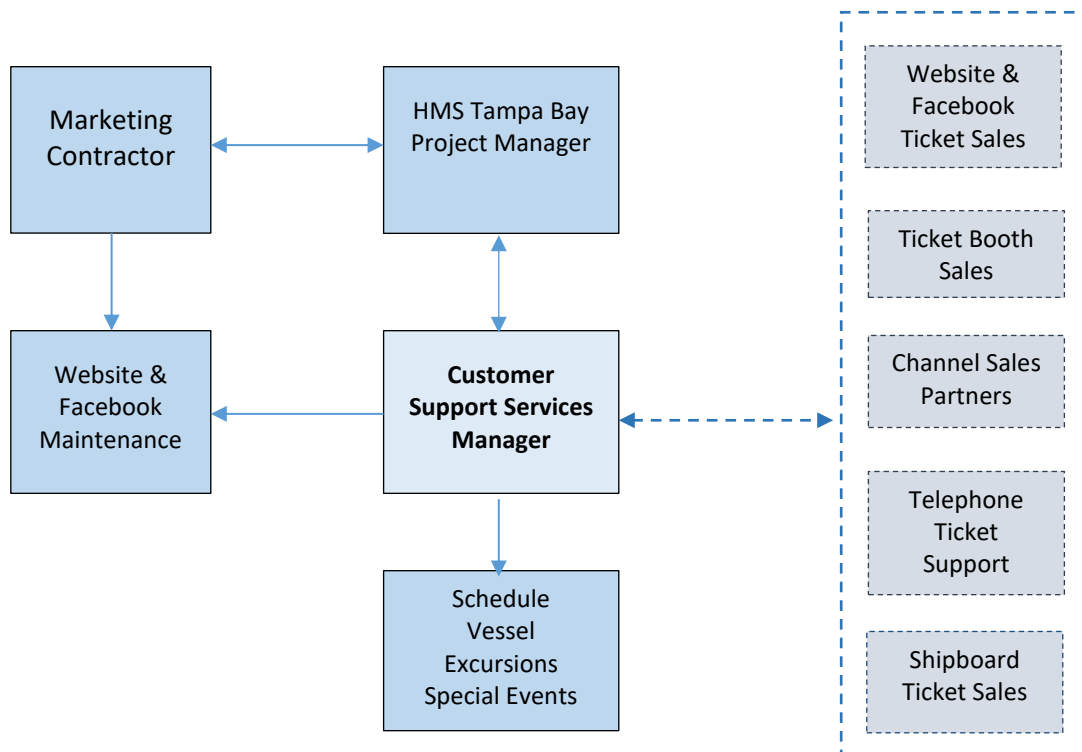 Marketing
Contractor
HMS Tampa Bay
Project Manager
Website &
Facebook
Maintenance
Customer
Support Services
Manager
Schedule
Vessel
Excursions
Special Events
Website &
Facebook
Ticket Sales
Ticket Booth
Sales
Channel Sales
Partners
Telephone
Ticket
Support
Shipboard
Ticket Sales